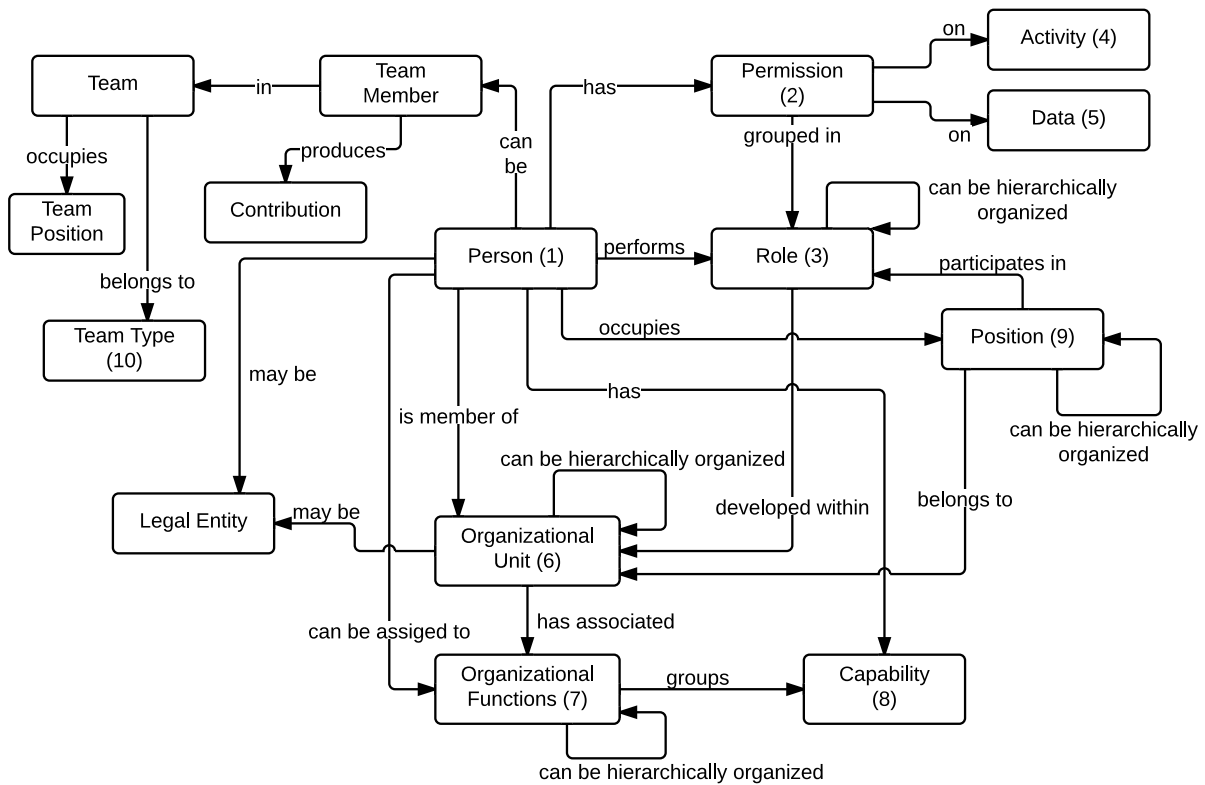 on
Activity (4)
Team
in
Team
Member
has
Permission
(2)
Data (5)
on
can
be
grouped in
occupies
produces
Team
Position
Contribution
can be hierarchically
organized
Person (1)
performs
Role (3)
participates in
belongs to
Team Type
(10)
occupies
Position (9)
may be
has
is member of
can be hierarchically
organized
can be hierarchically organized
belongs to
developed within
Legal Entity
may be
Organizational
Unit (6)
can be assiged to
has associated
Organizational
Functions (7)
groups
Capability
(8)
can be hierarchically organized